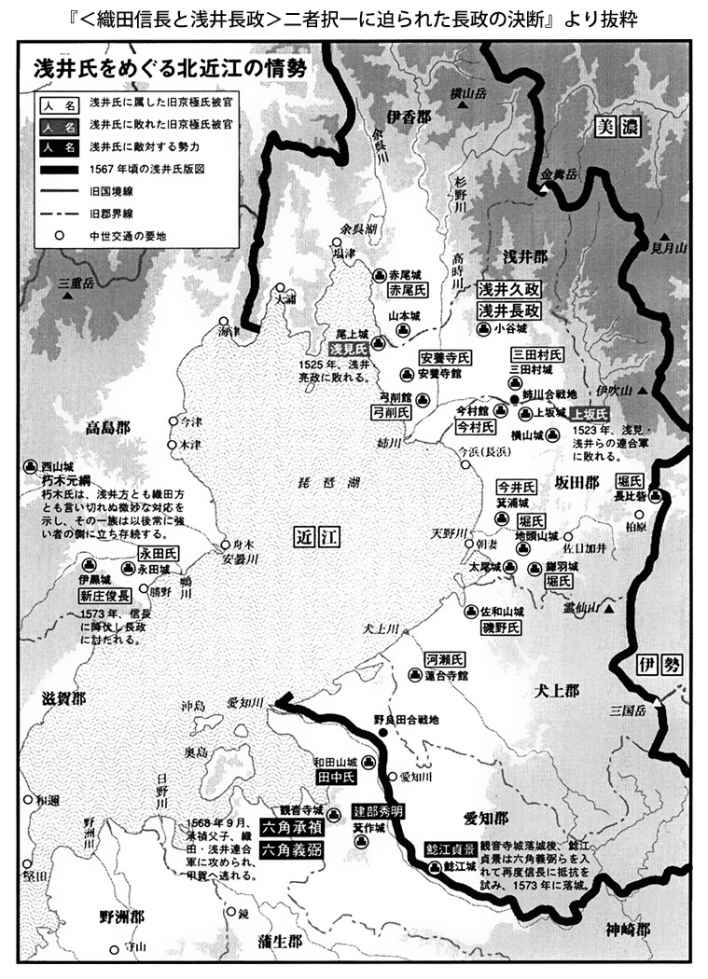 『＜織田信長と浅井長政＞二者択一に迫られた長政の決断』より抜粋
浅井氏をめぐる北近江の情勢
人 名 浅井氏に属した旧京極氏被官
人 名 浅井氏に敗れた旧京極氏被官
人 名 浅井氏に敵対する勢力
1567年頃の浅井氏版図
旧国境線
旧郡界線
中世交通の要地
伊香郡
横山岳
美濃
余呉川
金糞岳
杉野川
見月山
余呉湖
塩津
高時川
浅井郡
三重岳
赤尾城
赤尾氏
浅井久政
浅井長政
大浦
山本城
小谷城
海津
尾上城
浅見氏
1525年、浅井
亮政に敗れる。
安養寺氏
安養寺館
三田村氏
三田村城
伊吹山
弓削館
弓削氏
姉川合戦地
今村館
今村氏
上坂城
上坂氏
1523年、浅見・
浅井らの連合軍
に敗れる。
横山城
今津
高島郡
木津
姉川
今浜(長浜)
西山城
朽木元綱
朽木氏は、浅井方とも織田方
とも言い切れぬ微妙な対応を
示し、その一族は以後常に強
い者の側に立ち存続する。
琵琶湖
坂田郡
堀氏
長比砦
今井氏
箕浦城
堀氏
地頭山城
柏原
近江
天野川
朝妻
佐目加井
舟木
安曇川
永田氏
永田城
伊黒城
新庄俊長
勝野
鴨川
1573年、信長
に降伏し長政
に討たれる。
太尾城
鎌羽城
堀氏
霊仙山
佐和山城
磯野氏
犬上川
河瀬氏
蓮台寺館
伊勢
犬上郡
三国岳
滋賀郡
沖島
愛知川
奥島
野良田合戦地
和田山城
田中氏
愛知川
日野川
和邇
野洲川
観音寺城
六角承禎
六角義弼
1568年9月、
承禎父子、織
田・浅井連合
軍に攻められ、
甲賀へ逃れる。
建部秀明
箕作城
愛知郡
鯰江貞景
鯰江城
観音寺城落城後、鯰江
貞景は六角義弼らを入
れて再度信長に抵抗を
試み、1573年に落城。
堅田
野洲郡
鏡
守山
蒲生郡
神崎郡